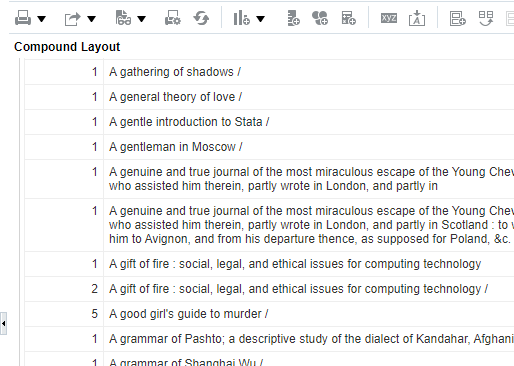 xyz A
Compound Layout
1 A gathering of shadows /
1 A general theory of love /
1 A gentle introduction to Stata /
1 A gentleman in Moscow /
1 A genuine and true journal of the most miraculous escape of the Young Chev
who assisted him therein, partly wrote in London, and partly in
1 A genuine and true journal of the most miraculous escape of the Young Chev
who assisted him therein, partly wrote in London, and partly in Scotland : to w
him to Avignon, and from his departure thence, as supposed for Poland, &c.
1 A gift of fire : social, legal, and ethical issues for computing technology
2 A gift of fire : social, legal, and ethical issues for computing technology /
5 A good girl's guide to murder /
1 A grammar of Pashto; a descriptive study of the dialect of Kandahar, Afghani
1 A grammar of Shanghai Wu /